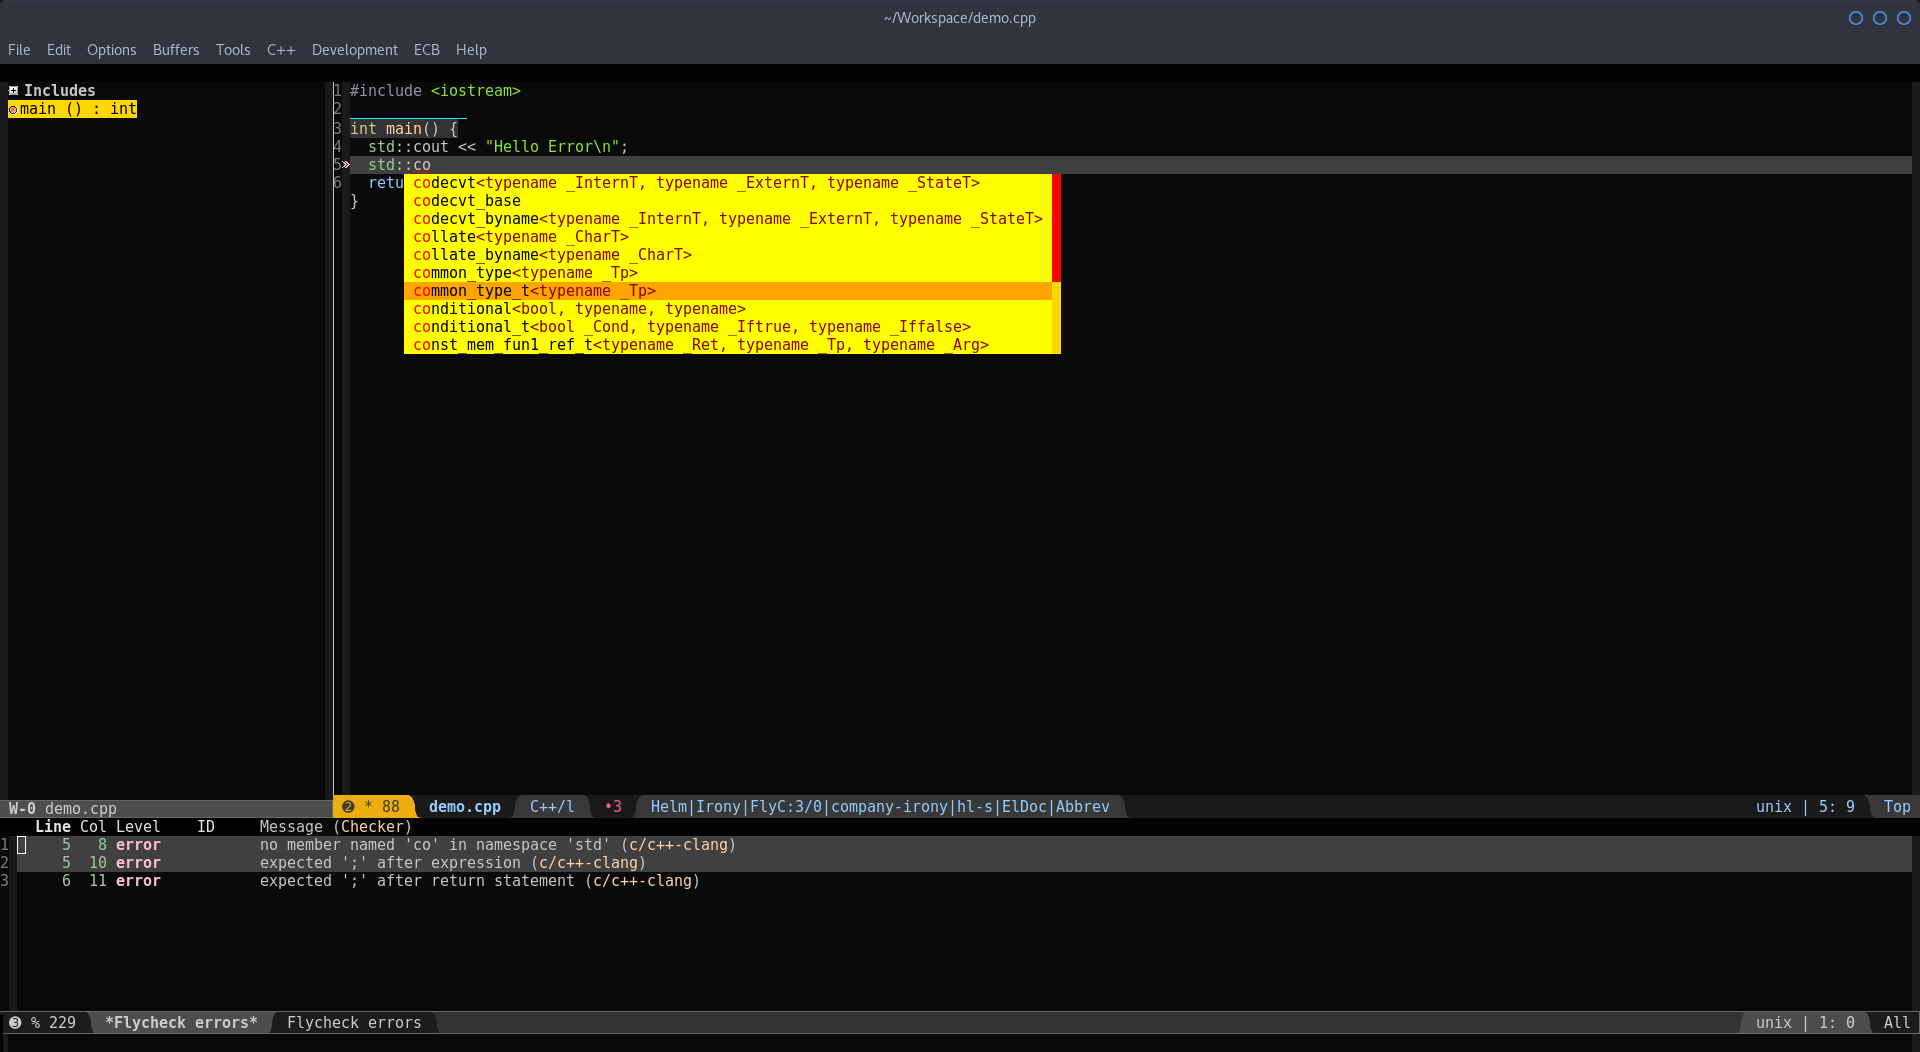 ~/Workspace/demo.cpp
File Edit Options Buffers Tools C++ Development ECB Help
Includes
main () : int
1 #include <iostream>
2
3 int main() {
4 std::cout << "Hello Error\n";
5» std::co
6 retu
}
codecvt<typename _InternT, typename _ExternT, typename _StateT>
codecvt_base
codecvt_byname<typename _InternT, typename _ExternT, typename _StateT>
collate<typename _CharT>
collate_byname<typename _CharT>
common_type<typename _Tp>
common_type_t<typename _Tp>
conditional<bool, typename, typename>
conditional_t<bool _Cond, typename _Iftrue, typename _Iffalse>
const_mem_fun1_ref_t<typename _Ret, typename _Tp, typename _Arg>
W-0 demo.cpp
❷ * 88 demo.cpp C++/l •3 Helm|Irony|FlyC:3/0|company-irony|hl-s|ElDoc|Abbrev unix | 5: 9 Top
Line Col Level ID Message (Checker)
1 5 8 error no member named 'co' in namespace 'std' (c/c++-clang)
2 5 10 error expected ';' after expression (c/c++-clang)
3 6 11 error expected ';' after return statement (c/c++-clang)
❸ % 229 *Flycheck errors* Flycheck errors unix | 1: 0 All